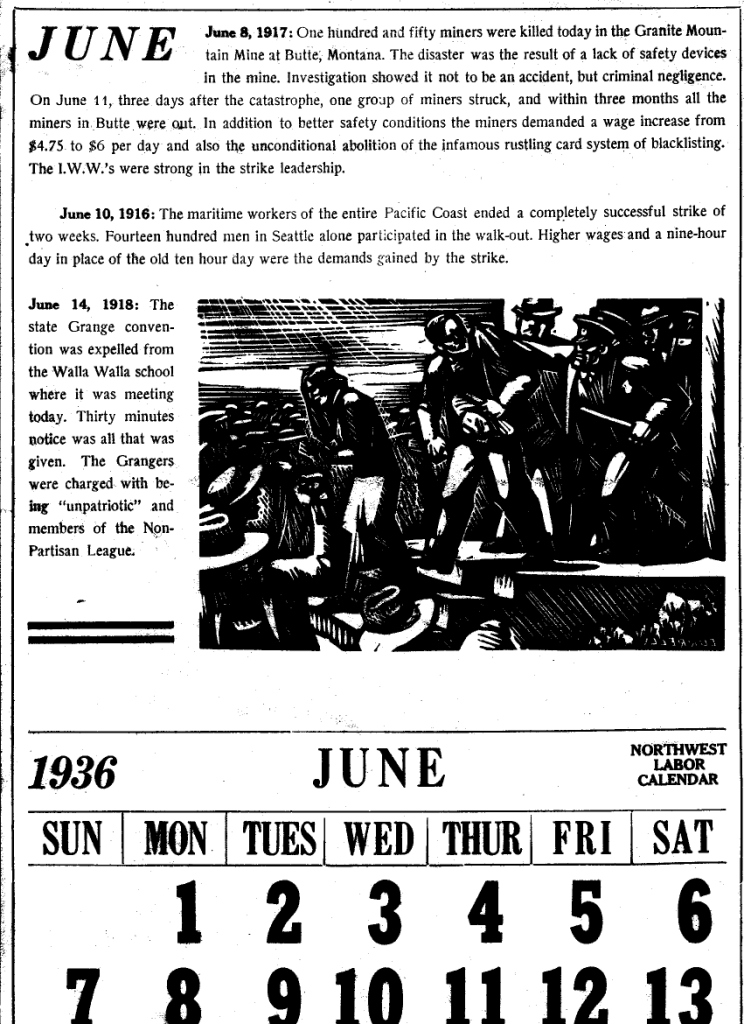 JUNE
June 8, 1917: One hundred and fifty miners were killed today in the Granite Moun-
tain Mine at Butte, Montana. The disaster was the result of a lack of safety devices
in the mine. Investigation showed it not to be an accident, but criminal negligence.
On June 11, three days after the catastrophe, one group of miners struck, and within three months all the
miners in Butte were out. In addition to better safety conditions the miners demanded a wage increase from
$4.75 to $6 per day and also the unconditional abolition of the infamous rustling card system of blacklisting.
The I.W.W.'s were strong in the strike leadership.
June 10, 1916: The maritime workers of the entire Pacific Coast ended a completely successful strike of
two weeks. Fourteen hundred men in Seattle alone participated in the walk-out. Higher wages and a nine-hour
day in place of the old ten hour day were the demands gained by the strike.
June 14, 1918: The
state Grange conven-
tion was expelled from
the Walla Walla school
where it was meeting
today. Thirty minutes
notice was all that was
given. The Grangers
were charged with be-
ing "unpatriotic" and
members of the Non-
Partisan League.
1936 JUNE NORTHWEST
LABOR
CALENDAR
SUN MON TUES WED THUR FRI SAT
1 2 3 4 5 6
7 8 9 10 11 12 13